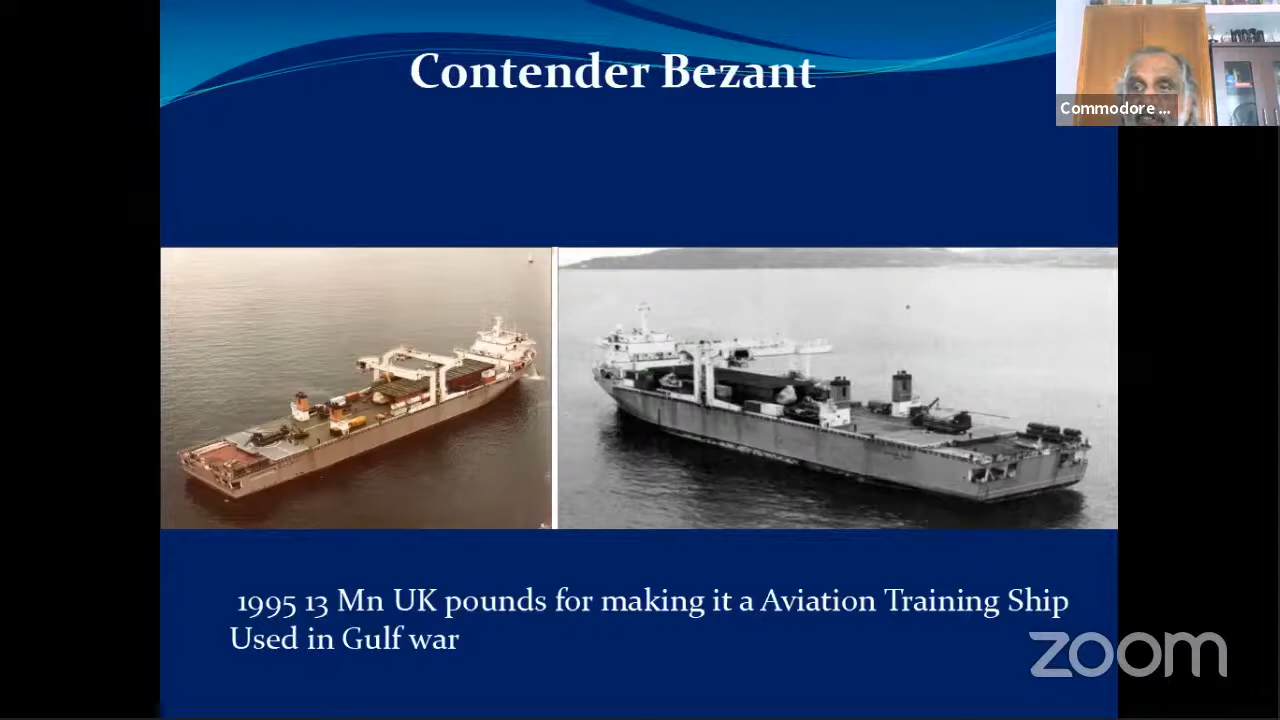 Contender Bezant
Commodore ...
1995 13 Mn UK pounds for making it a Aviation Training Ship
Used in Gulf war
zoom